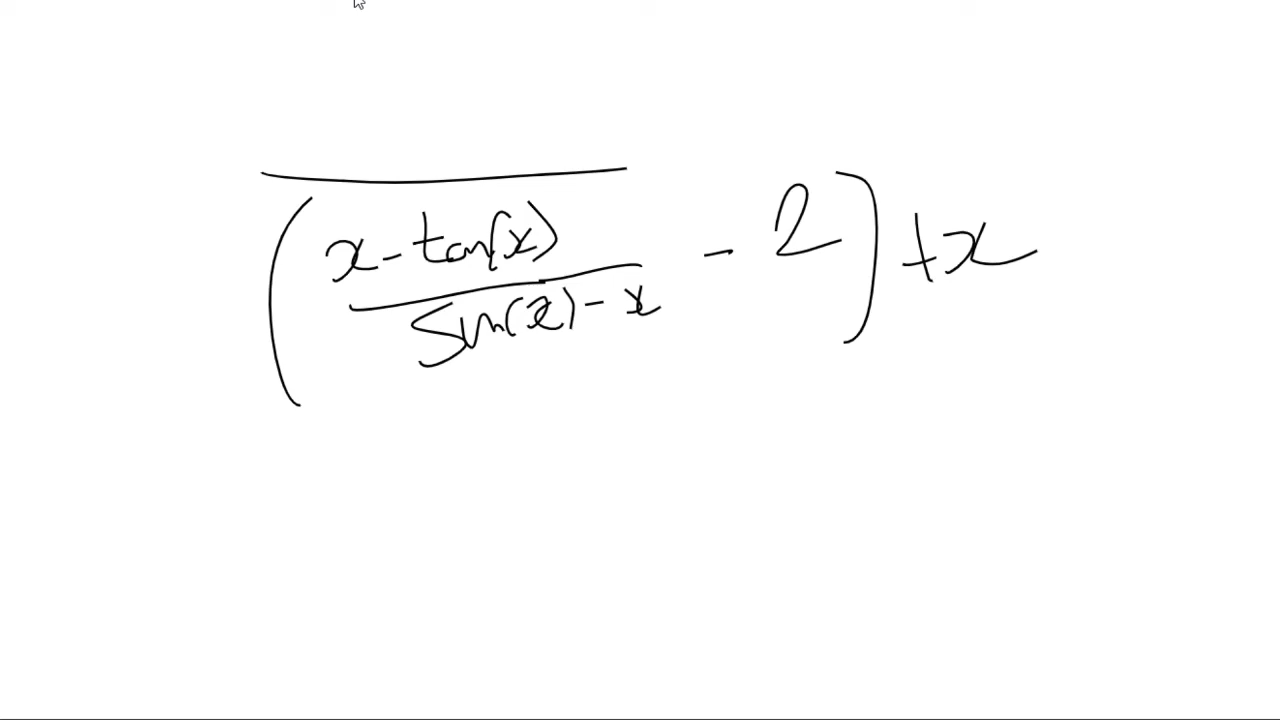 ( x - tan(x) / sin(x) - x - 2 ) + x